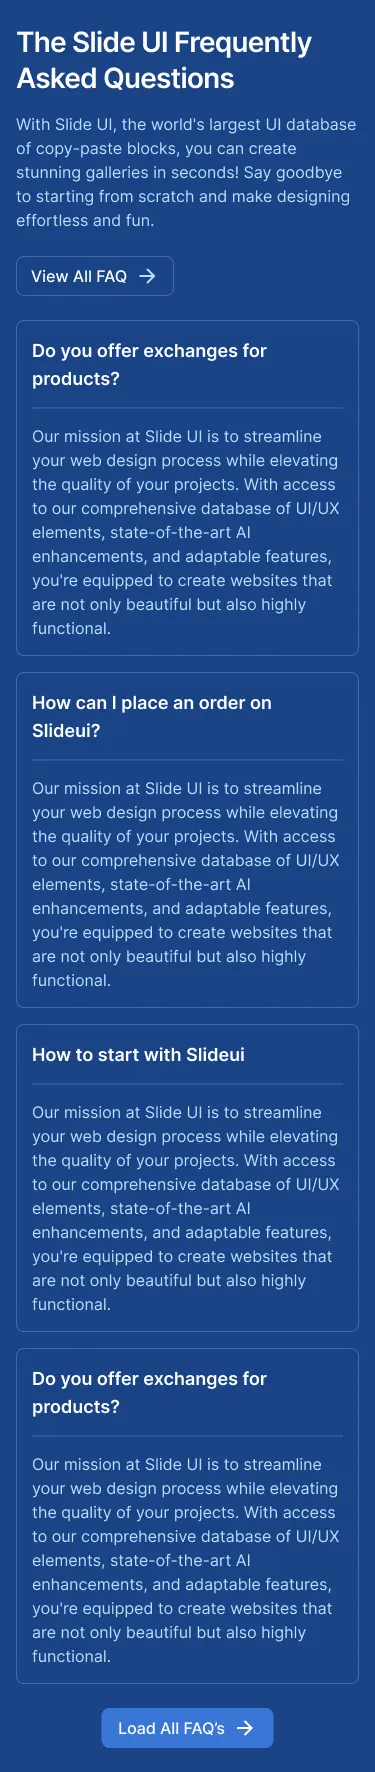 The Slide UI Frequently
Asked Questions
With Slide UI, the world's largest UI database
of copy-paste blocks, you can create
stunning galleries in seconds! Say goodbye
to starting from scratch and make designing
effortless and fun.
View All FAQ
Do you offer exchanges for
products?
Our mission at Slide UI is to streamline
your web design process while elevating
the quality of your projects. With access
to our comprehensive database of UI/UX
elements, state-of-the-art AI
enhancements, and adaptable features,
you're equipped to create websites that
are not only beautiful but also highly
functional.
How can I place an order on
Slideui?
Our mission at Slide UI is to streamline
your web design process while elevating
the quality of your projects. With access
to our comprehensive database of UI/UX
elements, state-of-the-art AI
enhancements, and adaptable features,
you're equipped to create websites that
are not only beautiful but also highly
functional.
How to start with Slideui
Our mission at Slide UI is to streamline
your web design process while elevating
the quality of your projects. With access
to our comprehensive database of UI/UX
elements, state-of-the-art AI
enhancements, and adaptable features,
you're equipped to create websites that
are not only beautiful but also highly
functional.
Do you offer exchanges for
products?
Our mission at Slide UI is to streamline
your web design process while elevating
the quality of your projects. With access
to our comprehensive database of UI/UX
elements, state-of-the-art AI
enhancements, and adaptable features,
you're equipped to create websites that
are not only beautiful but also highly
functional.
Load All FAQ’s